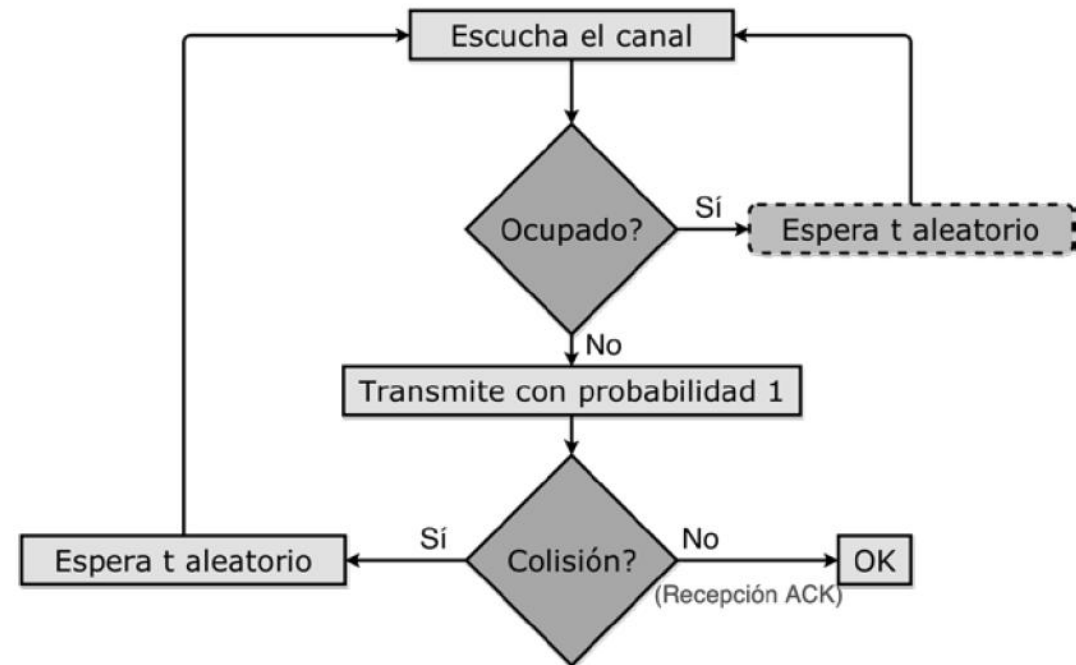 Escucha el canal
Ocupado?
Sí
Espera t aleatorio
No
Transmite con probabilidad 1
Espera t aleatorio
Sí
Colisión?
No
(Recepción ACK)
OK